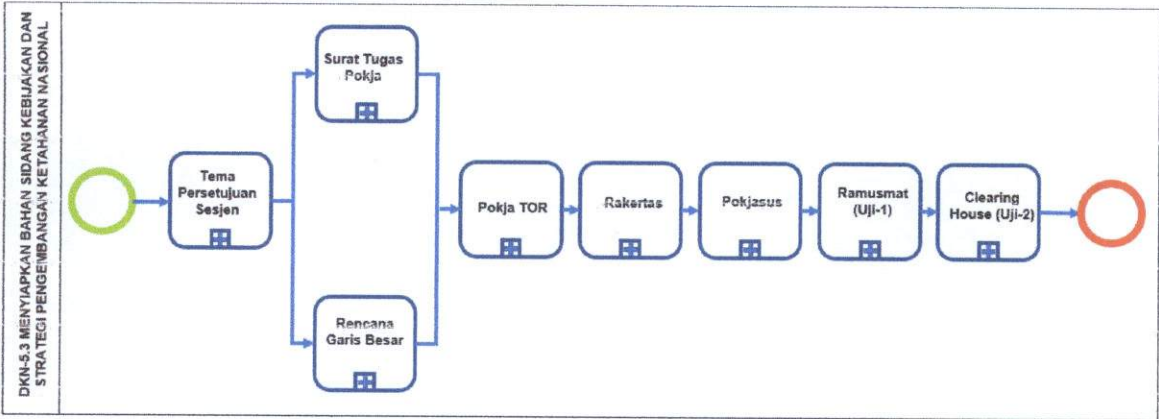 DKN-5.3 MENYIAPKAN BAHAN SIDANG KEBIJAKAN DAN
STRATEGI PENGEMBANGAN KETAHANAN NASIONAL
Tema
Persetujuan
Sesjen
Surat Tugas
Pokja
Rencana
Garis Besar
Pokja TOR
Rakertas
Pokjasus
Ramusmat
(Uji-1)
Clearing
House (Uji-2)